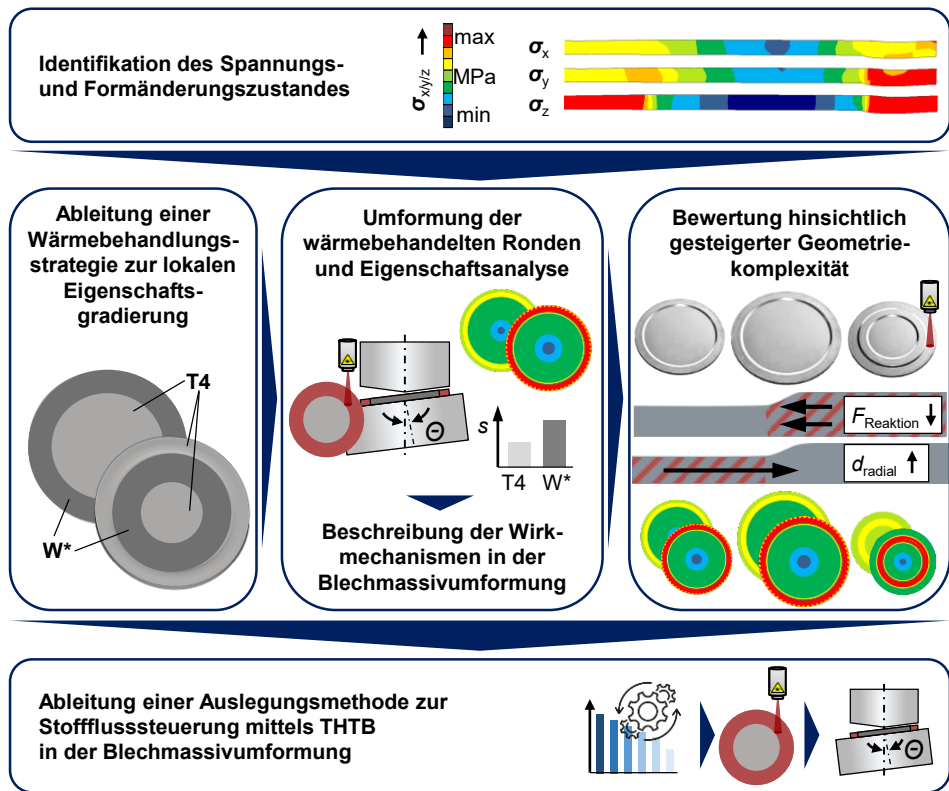 Identifikation des Spannungs-
und Formänderungszustandes
σx/y/z
max
MPa
min
σx
σy
σz
Ableitung einer
Wärmebehandlungs-
strategie zur lokalen
Eigenschafts-
gradierung
T4
W*
Umformung der
wärmebehandelten Ronden
und Eigenschaftsanalyse
Θ
s
T4 W*
Beschreibung der Wirk-
mechanismen in der
Blechmassivumformung
Bewertung hinsichtlich
gesteigerter Geometrie-
komplexität
FReaktion
dradial
Ableitung einer Auslegungsmethode zur
Stoffflusssteuerung mittels THTB
in der Blechmassivumformung
Θ